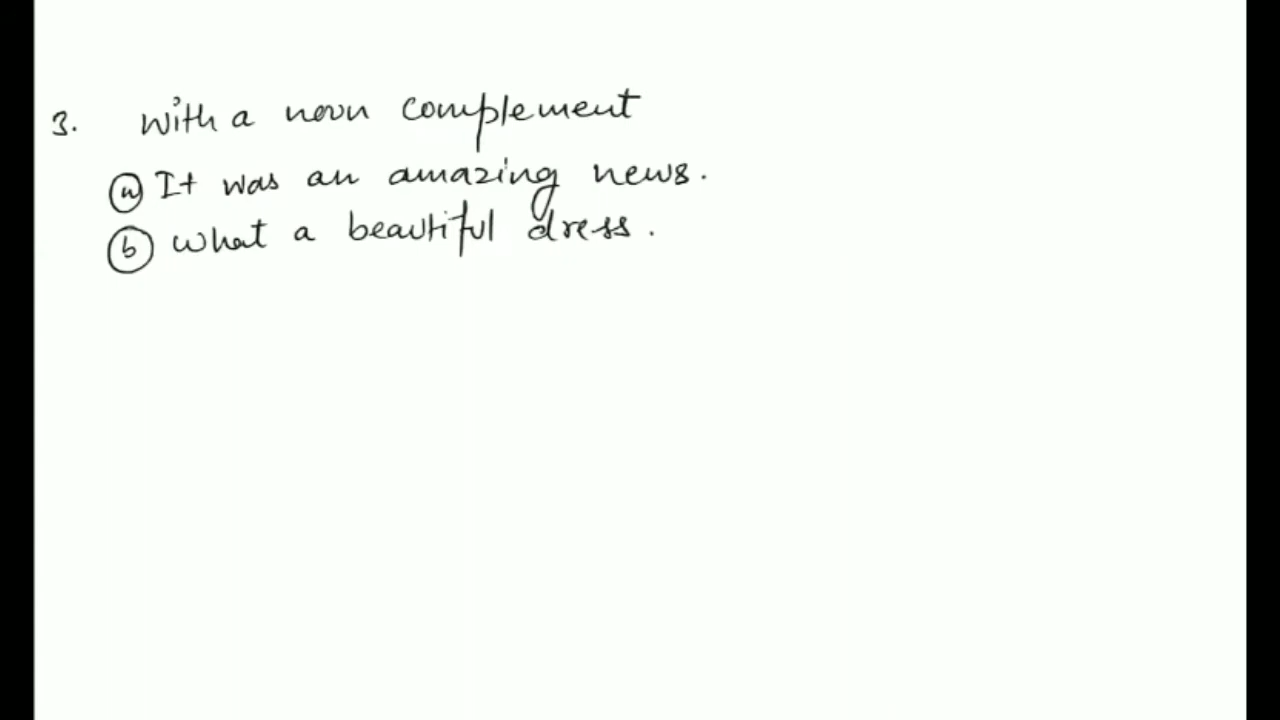 3. with a noun complement
(a) It was an amazing news.
(b) what a beautiful dress.